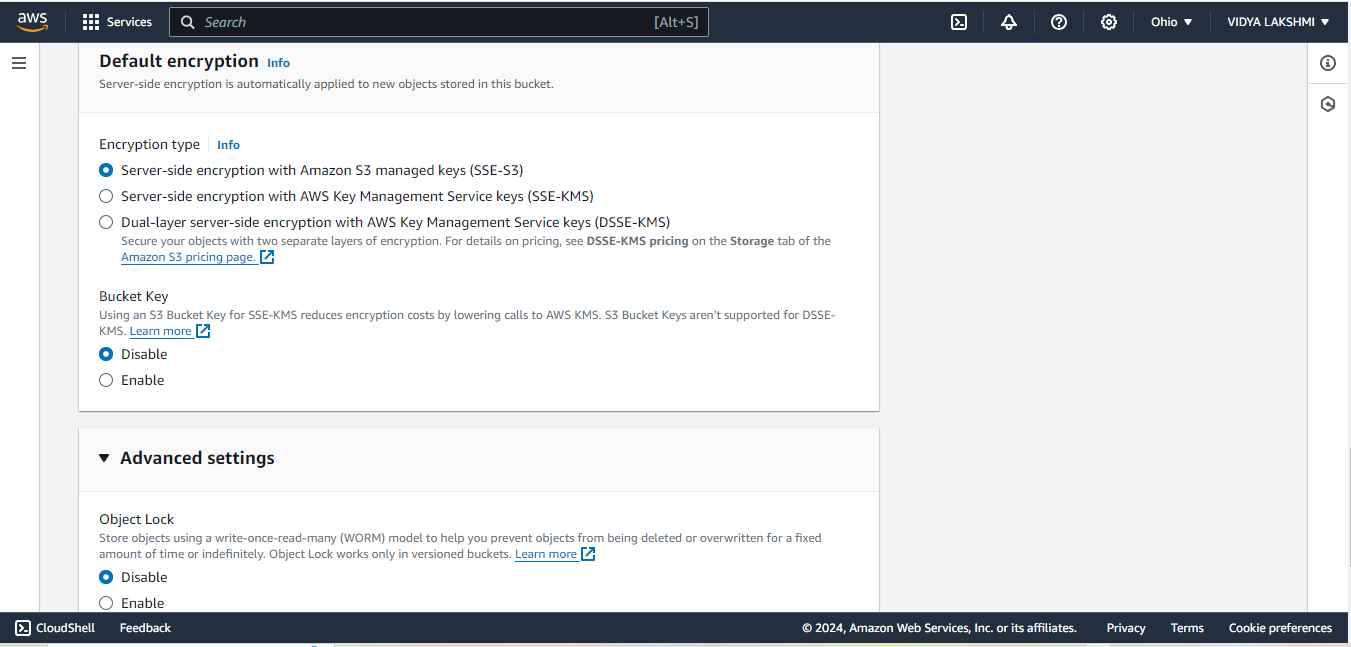 aws
Services
Search
[Alt+S]
Ohio
VIDYA LAKSHMI
Default encryption Info
Server-side encryption is automatically applied to new objects stored in this bucket.
Encryption type Info
Server-side encryption with Amazon S3 managed keys (SSE-S3)
Server-side encryption with AWS Key Management Service keys (SSE-KMS)
Dual-layer server-side encryption with AWS Key Management Service keys (DSSE-KMS)
Secure your objects with two separate layers of encryption. For details on pricing, see DSSE-KMS pricing on the Storage tab of the
Amazon S3 pricing page.
Bucket Key
Using an S3 Bucket Key for SSE-KMS reduces encryption costs by lowering calls to AWS KMS. S3 Bucket Keys aren't supported for DSSE-
KMS. Learn more
Disable
Enable
Advanced settings
Object Lock
Store objects using a write-once-read-many (WORM) model to help you prevent objects from being deleted or overwritten for a fixed
amount of time or indefinitely. Object Lock works only in versioned buckets. Learn more
Disable
Enable
CloudShell
Feedback
© 2024, Amazon Web Services, Inc. or its affiliates.
Privacy
Terms
Cookie preferences